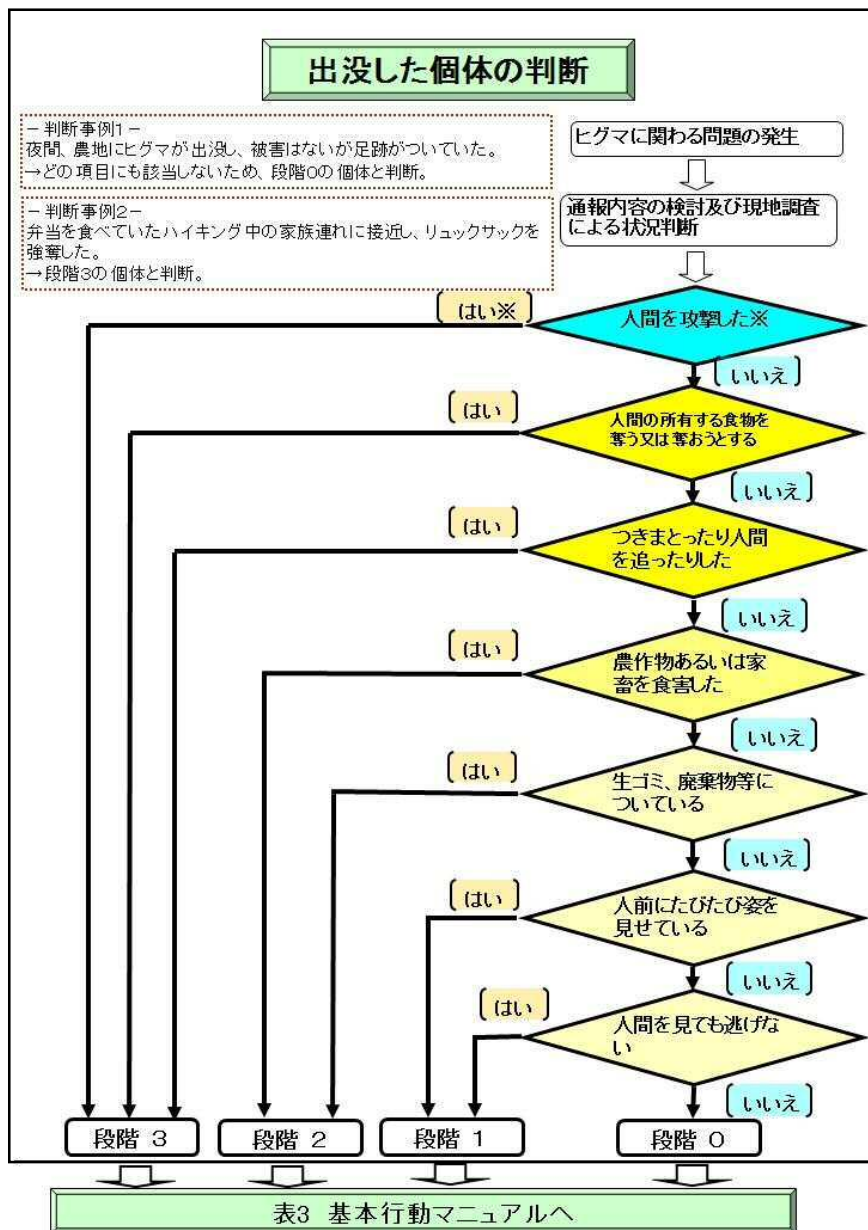 出没した個体の判断
－判断事例1－
夜間、農地にヒグマが出没し、被害はないが足跡がついていた。
→どの項目にも該当しないため、段階0の個体と判断。
－判断事例2－
弁当を食べていたハイキング中の家族連れに接近し、リュックサックを
強奪した。
→段階3の個体と判断。
ヒグマに関わる問題の発生
通報内容の検討及び現地調査
による状況判断
人間を攻撃した※
はい※
いいえ
人間の所有する食物を
奪う又は奪おうとする
はい
いいえ
つきまとったり人間
を追ったりした
はい
いいえ
農作物あるいは家
畜を食害した
はい
いいえ
生ゴミ、廃棄物等に
ついている
はい
いいえ
人前にたびたび姿を
見せている
はい
いいえ
人間を見ても逃げな
い
はい
いいえ
段階 3
段階 2
段階 1
段階 0
表3 基本行動マニュアルへ